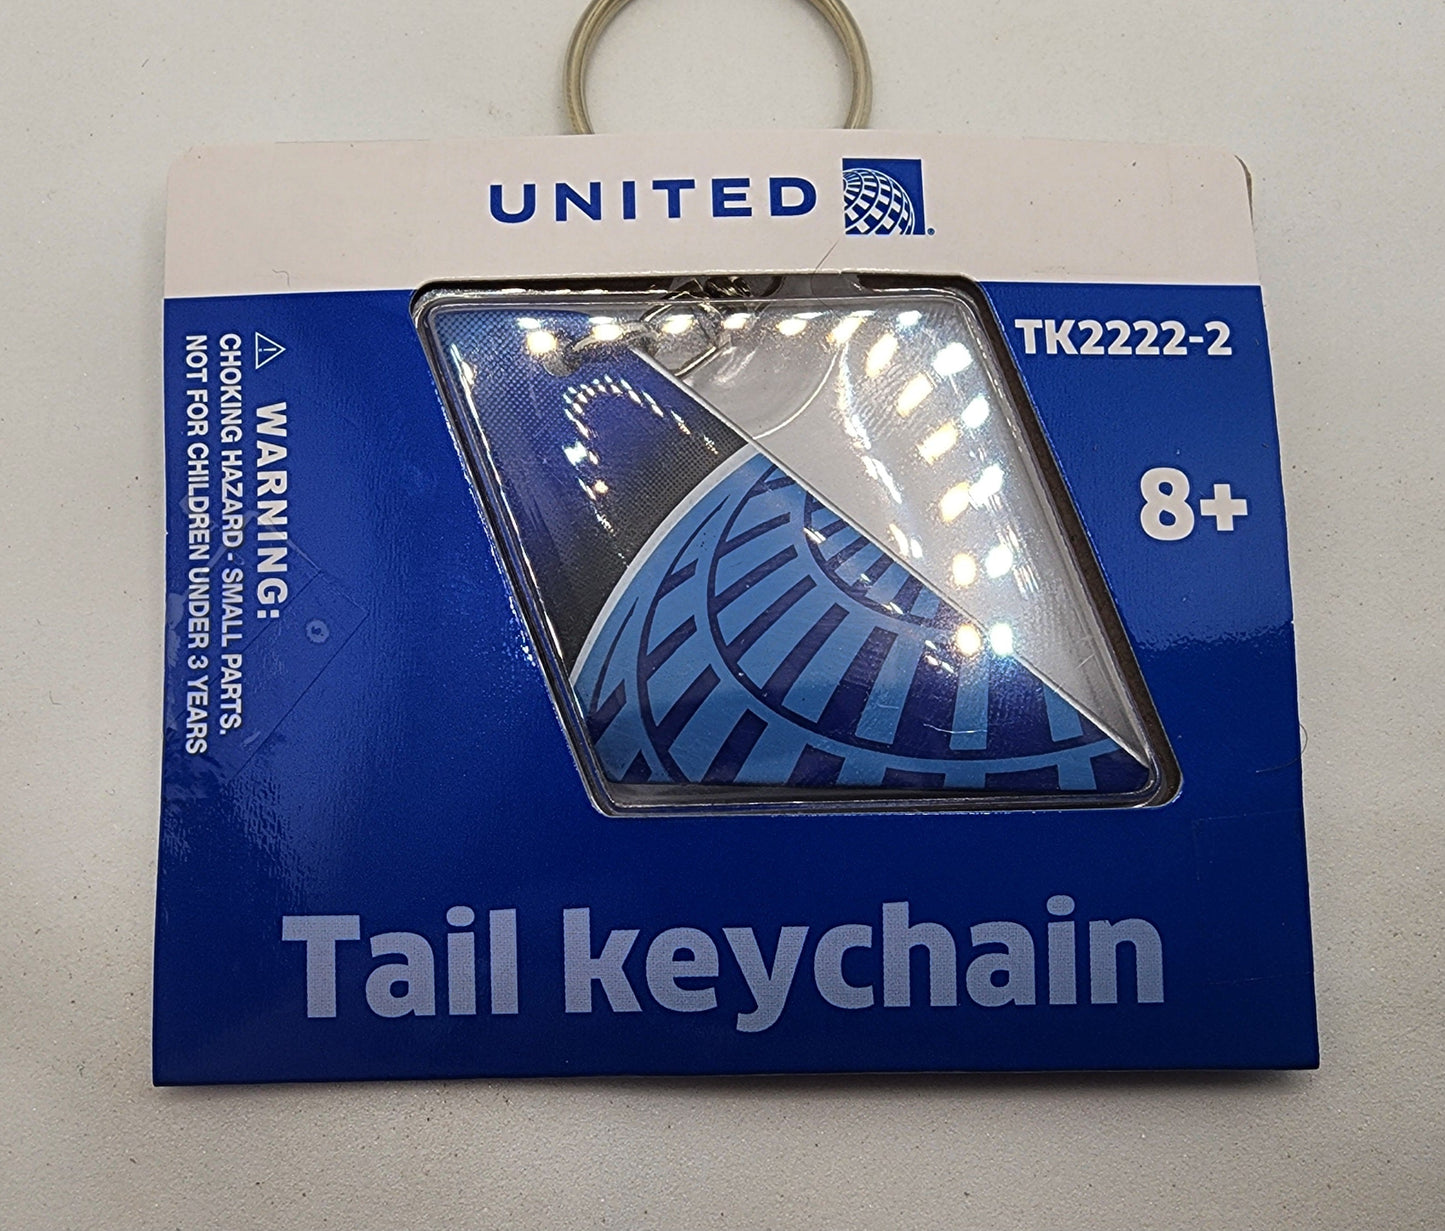 UNITED
TK2222-2
8+
⚠ WARNING:
CHOKING HAZARD - SMALL PARTS.
NOT FOR CHILDREN UNDER 3 YEARS
Tail keychain